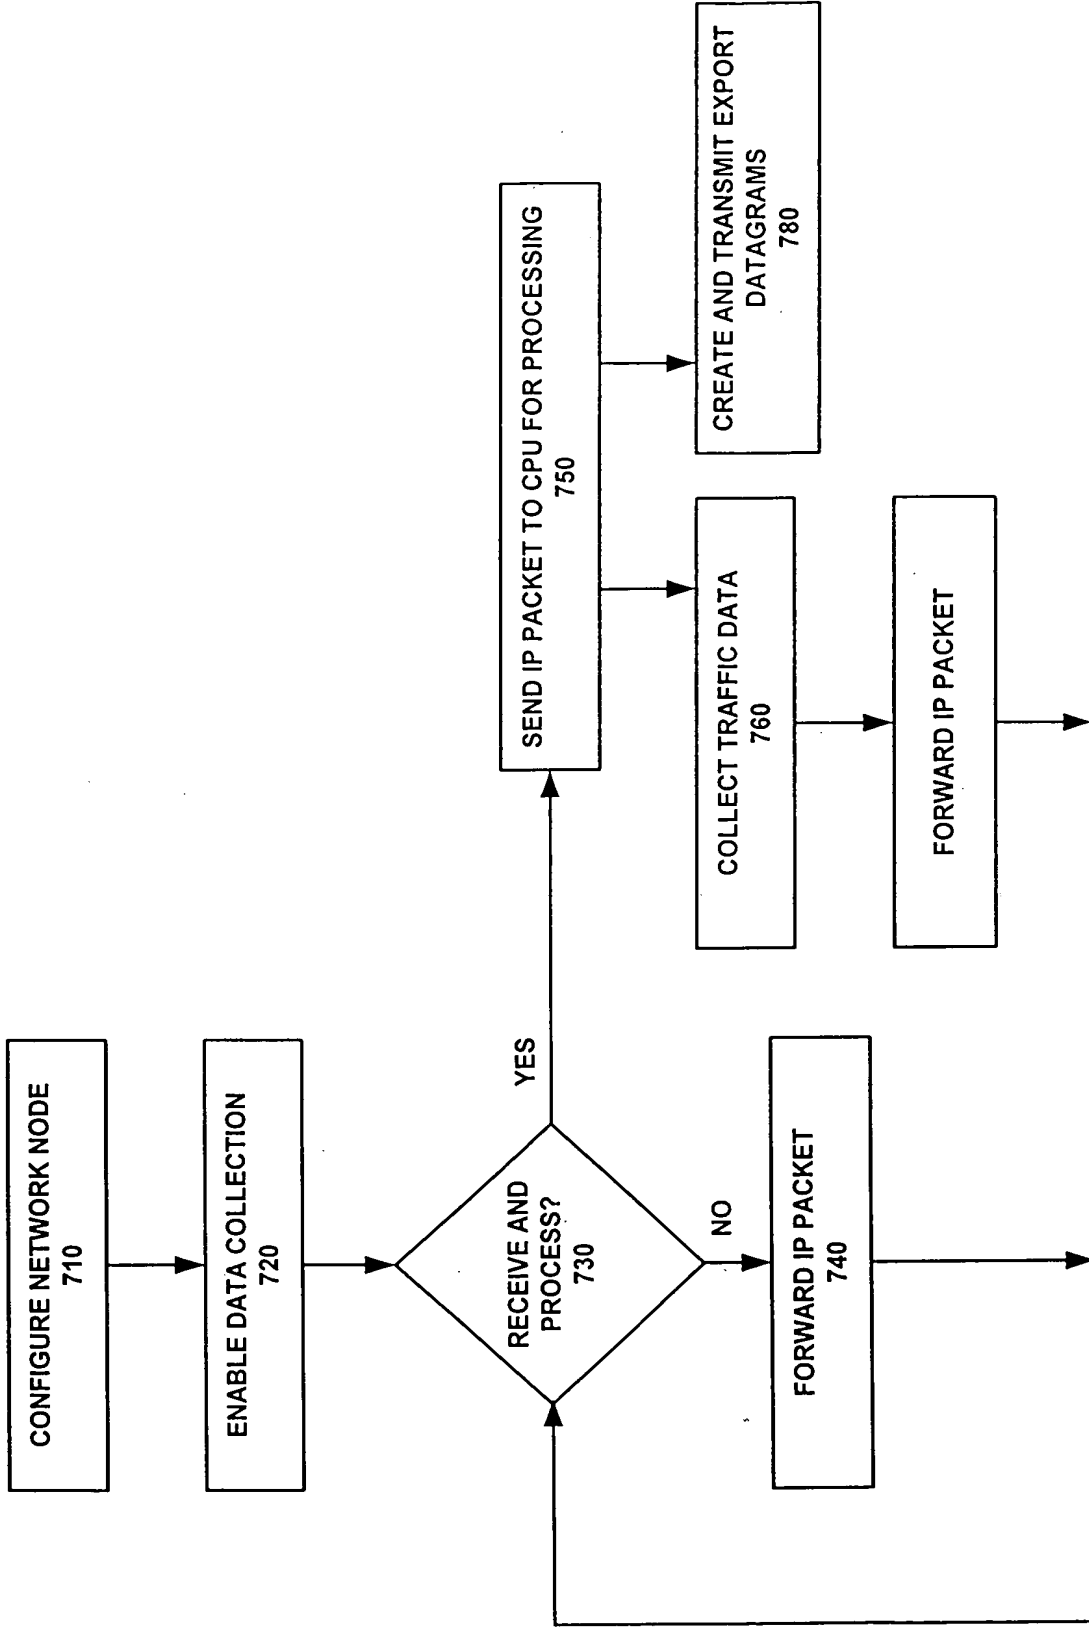 CONFIGURE NETWORK NODE
710
ENABLE DATA COLLECTION
720
RECEIVE AND
PROCESS?
730
YES
NO
FORWARD IP PACKET
740
SEND IP PACKET TO CPU FOR PROCESSING
750
COLLECT TRAFFIC DATA
760
FORWARD IP PACKET
CREATE AND TRANSMIT EXPORT
DATAGRAMS
780